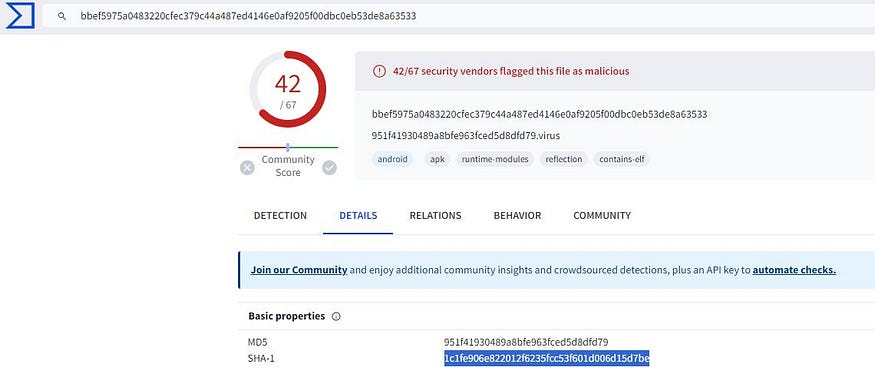 bbef5975a0483220cfec379c44a487ed4146e0af9205f00dbc0eb53de8a63533
42
/ 67
Community
Score
42/67 security vendors flagged this file as malicious
bbef5975a0483220cfec379c44a487ed4146e0af9205f00dbc0eb53de8a63533
951f41930489a8bfe963fced5d8dfd79.virus
android apk runtime-modules reflection contains-elf
DETECTION DETAILS RELATIONS BEHAVIOR COMMUNITY
Join our Community and enjoy additional community insights and crowdsourced detections, plus an API key to automate checks.
Basic properties
MD5 951f41930489a8bfe963fced5d8dfd79
SHA-1 1c1fe906e822012f6235fcc53f601d006d15d7be